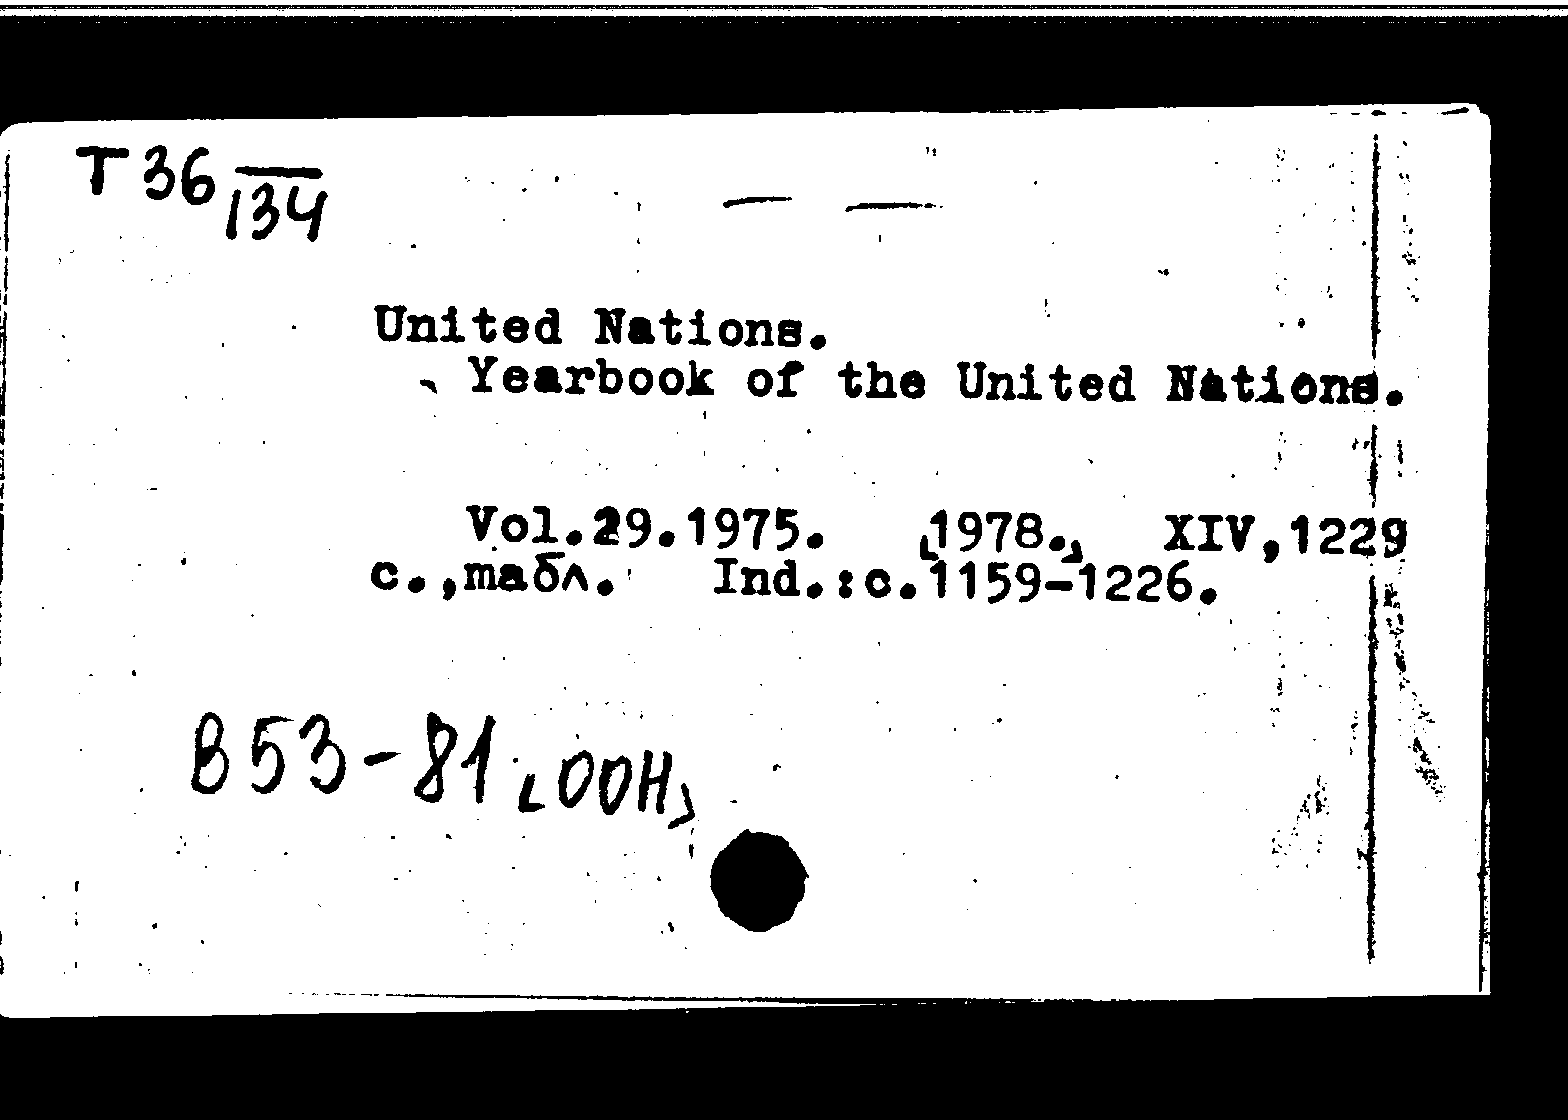 T 36 134
United Nations.
Yearbook of the United Nations.
Vol.29.1975. [1978.] XIV,1229
с.,табл. Ind.:с.1159-1226.
В 53-81 [ООН]